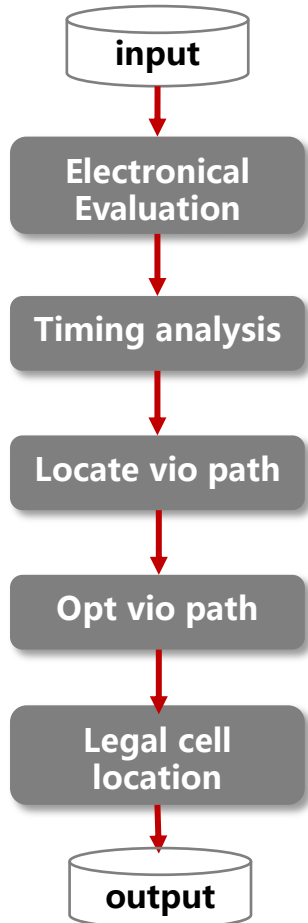 input
Electronical
Evaluation
Timing analysis
Locate vio path
Opt vio path
Legal cell
location
output